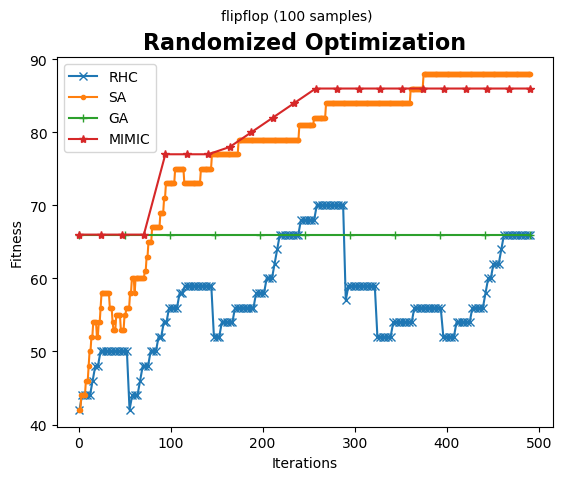 flipflop (100 samples)
Randomized Optimization
RHC
SA
GA
MIMIC
Fitness
90
80
70
60
50
40
0 100 200 300 400 500
Iterations